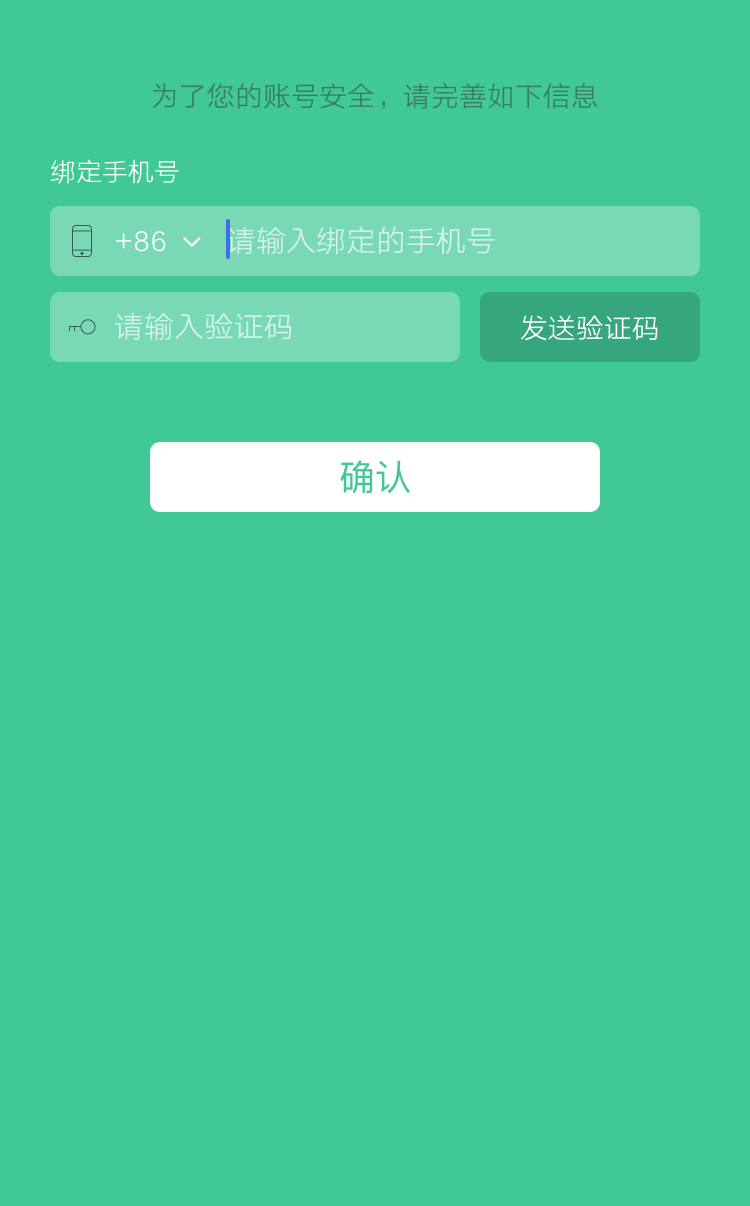 为了您的账号安全，请完善如下信息
绑定手机号
+86 请输入绑定的手机号
请输入验证码 发送验证码
确认